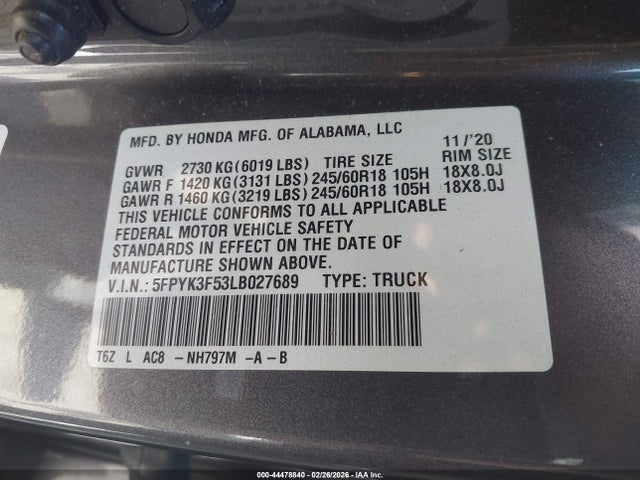 MFD. BY HONDA MFG. OF ALABAMA, LLC 11/'20
GVWR 2730 KG(6019 LBS) TIRE SIZE RIM SIZE
GAWR F 1420 KG(3131 LBS) 245/60R18 105H 18X8.0J
GAWR R 1460 KG(3219 LBS) 245/60R18 105H 18X8.0J
THIS VEHICLE CONFORMS TO ALL APPLICABLE
FEDERAL MOTOR VEHICLE SAFETY
STANDARDS IN EFFECT ON THE DATE OF
MANUFACTURE SHOWN ABOVE.
V.I.N.: 5FPYK3F53LB027689 TYPE: TRUCK
T6Z L AC8 -NH797M -A-B
000-44478840 - 02/26/2026 - IAA Inc.